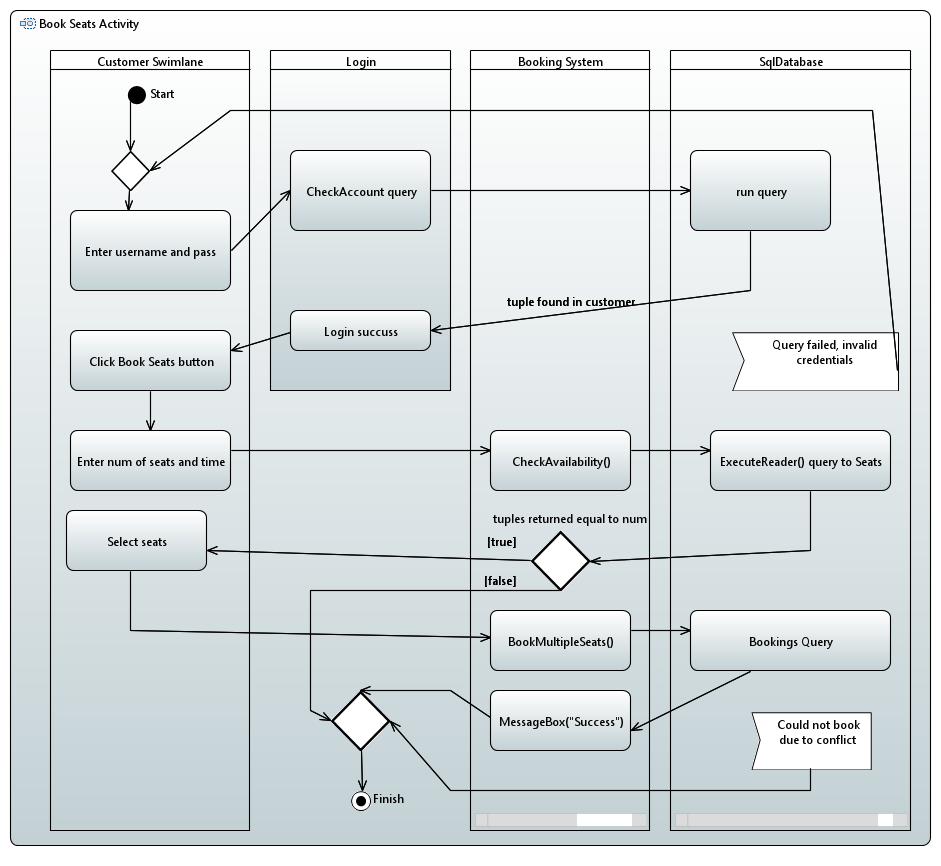 Book Seats Activity
Customer Swimlane
Login
Booking System
SqlDatabase
Start
CheckAccount query
run query
Enter username and pass
tuple found in customer
Login succuss
Click Book Seats button
Query failed, invalid
credentials
Enter num of seats and time
CheckAvailability()
ExecuteReader() query to Seats
tuples returned equal to num
Select seats
[true]
[false]
BookMultipleSeats()
Bookings Query
MessageBox("Success")
Could not book
due to conflict
Finish